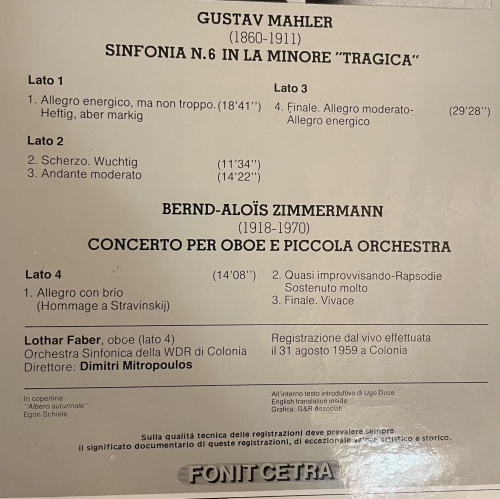 GUSTAV MAHLER
(1860-1911)
SINFONIA N.6 IN LA MINORE "TRAGICA"
Lato 1
1. Allegro energico, ma non troppo. (18'41")
Heftig, aber markig
Lato 2
2. Scherzo. Wuchtig (11'34")
3. Andante moderato (14'22")
Lato 3
4. Finale. Allegro moderato- (29'28")
Allegro energico
BERND-ALOÏS ZIMMERMANN
(1918-1970)
CONCERTO PER OBOE E PICCOLA ORCHESTRA
Lato 4 (14'08")
1. Allegro con brio
(Hommage a Stravinskij)
2. Quasi improvvisando-Rapsodie
Sostenuto molto
3. Finale. Vivace
Lothar Faber, oboe (lato 4)
Orchestra Sinfonica della WDR di Colonia
Direttore: Dimitri Mitropoulos
Registrazione dal vivo effettuata
il 31 agosto 1959 a Colonia
In copertina
"Albero autunnale"
Egon Schiele
All'interno testo introduttivo di Ugo Duse
English translation inside
Grafica: G&R Associati
Sulla qualità tecnica delle registrazioni deve prevalere sempre
il significato documentario di queste registrazioni, di eccezionale valore artistico e storico.
FONIT CETRA